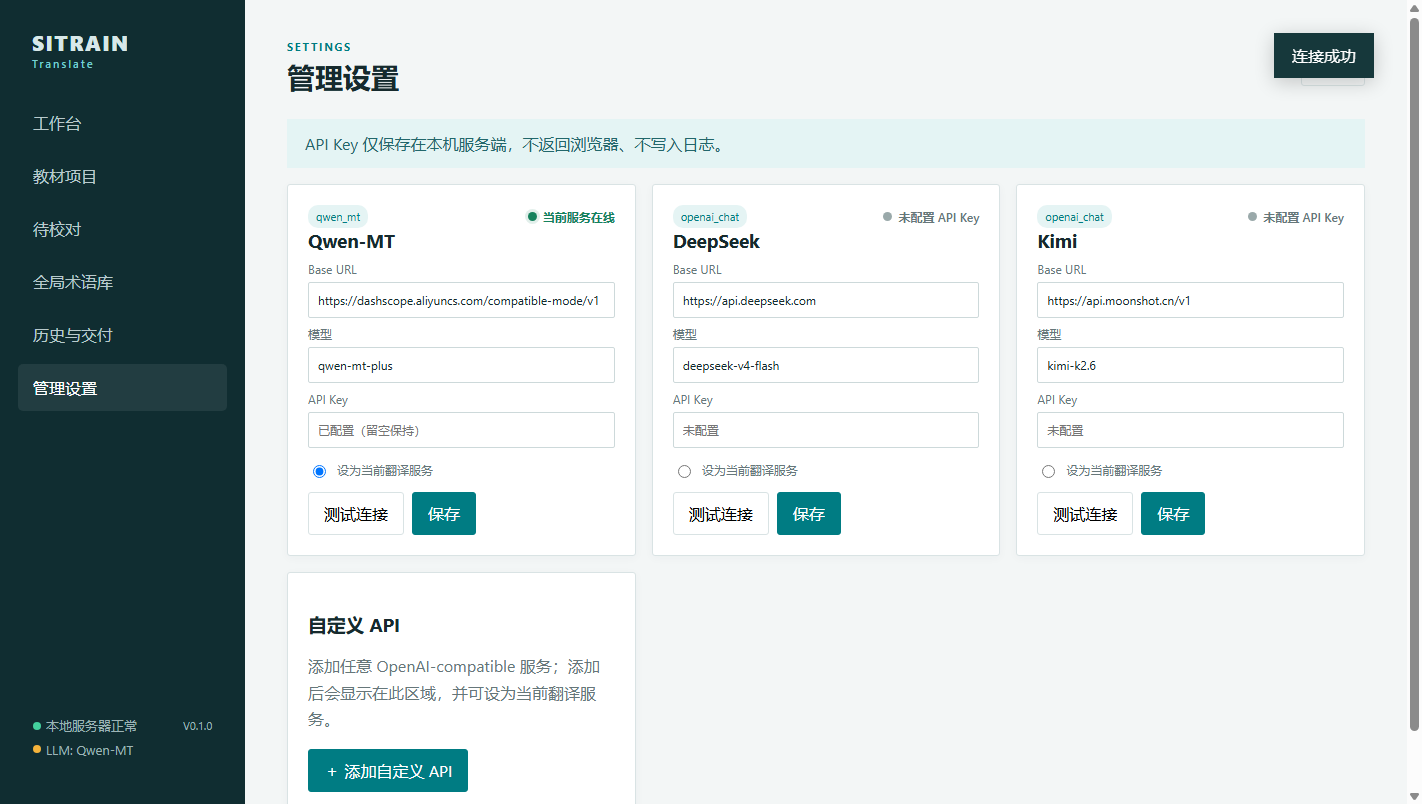 SITRAIN
Translate
工作台
教材项目
待校对
全局术语库
历史与交付
管理设置
本地服务器正常 V0.1.0
LLM: Qwen-MT
SETTINGS
管理设置
连接成功
API Key 仅保存在本机服务端，不返回浏览器、不写入日志。
qwen_mt
当前服务在线
Qwen-MT
Base URL
https://dashscope.aliyuncs.com/compatible-mode/v1
模型
qwen-mt-plus
API Key
已配置（留空保持）
设为当前翻译服务
测试连接 保存
openai_chat
未配置 API Key
DeepSeek
Base URL
https://api.deepseek.com
模型
deepseek-v4-flash
API Key
未配置
设为当前翻译服务
测试连接 保存
openai_chat
未配置 API Key
Kimi
Base URL
https://api.moonshot.cn/v1
模型
kimi-k2.6
API Key
未配置
设为当前翻译服务
测试连接 保存
自定义 API
添加任意 OpenAI-compatible 服务；添加
后会显示在此区域，并可设为当前翻译服
务。
+ 添加自定义 API